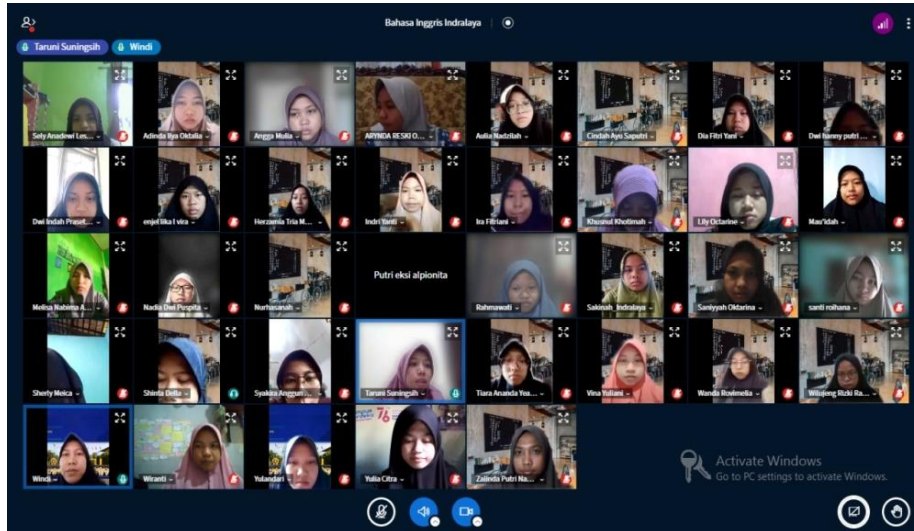 Bahasa Inggris Indralaya
Taruni Suningsih
Windi
Sely Anadewi Les...
Adinda Ilya Oktalia
Angga Molia
ARYNDA RESKI O...
Aulia Nadzilah
Cindah Ayu Saputri
Dia Fitri Yani
Dwi hanny putri ...
Dwi Indah Praset...
enjel lika l vira
Herzamia Tria M...
Indri Yanti
Ira Fitriani
Khusnul Khotimah
Lily Octarine
Mau'idah
Melisa Nabima A...
Nadia Dwi Puspita
Nurhasanah
Putri eksi alpionita
Rahmawati
Sakinah_Indralaya
Saniyyah Oktarina
santi roihana
Sherly Meica
Shinta Della
Syakira Anggun ...
Taruni Suningsih
Tiara Ananda Yea...
Vina Yuliani
Wanda Rovimelia
Wilujeng Rizki Ra...
Windi
Wiranti
Yulandari
76
Yulia Citra
Zalinda Putri Na...
Activate Windows
Go to PC settings to activate Windows.